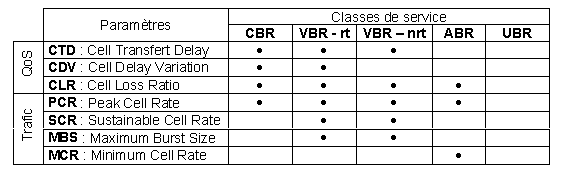 Paramètres
Classes de service
CBR VBR - rt VBR – nrt ABR UBR
QoS
CTD : Cell Transfert Delay • • •
CDV : Cell Delay Variation • •
CLR : Cell Loss Ratio • • • •
Trafic
PCR : Peak Cell Rate • • • •
SCR : Sustainable Cell Rate • •
MBS : Maximum Burst Size • •
MCR : Minimum Cell Rate •